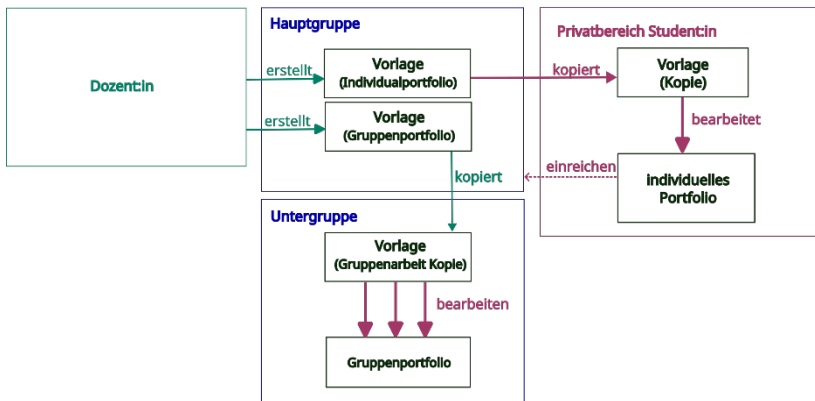 Hauptgruppe
Privatbereich Student:in
Dozent:in
erstellt
Vorlage
(Individualportfolio)
kopiert
Vorlage
(Kopie)
erstellt
Vorlage
(Gruppenportfolio)
bearbeitet
kopiert
einreichen
individuelles
Portfolio
Untergruppe
Vorlage
(Gruppenarbeit Kopie)
bearbeiten
Gruppenportfolio